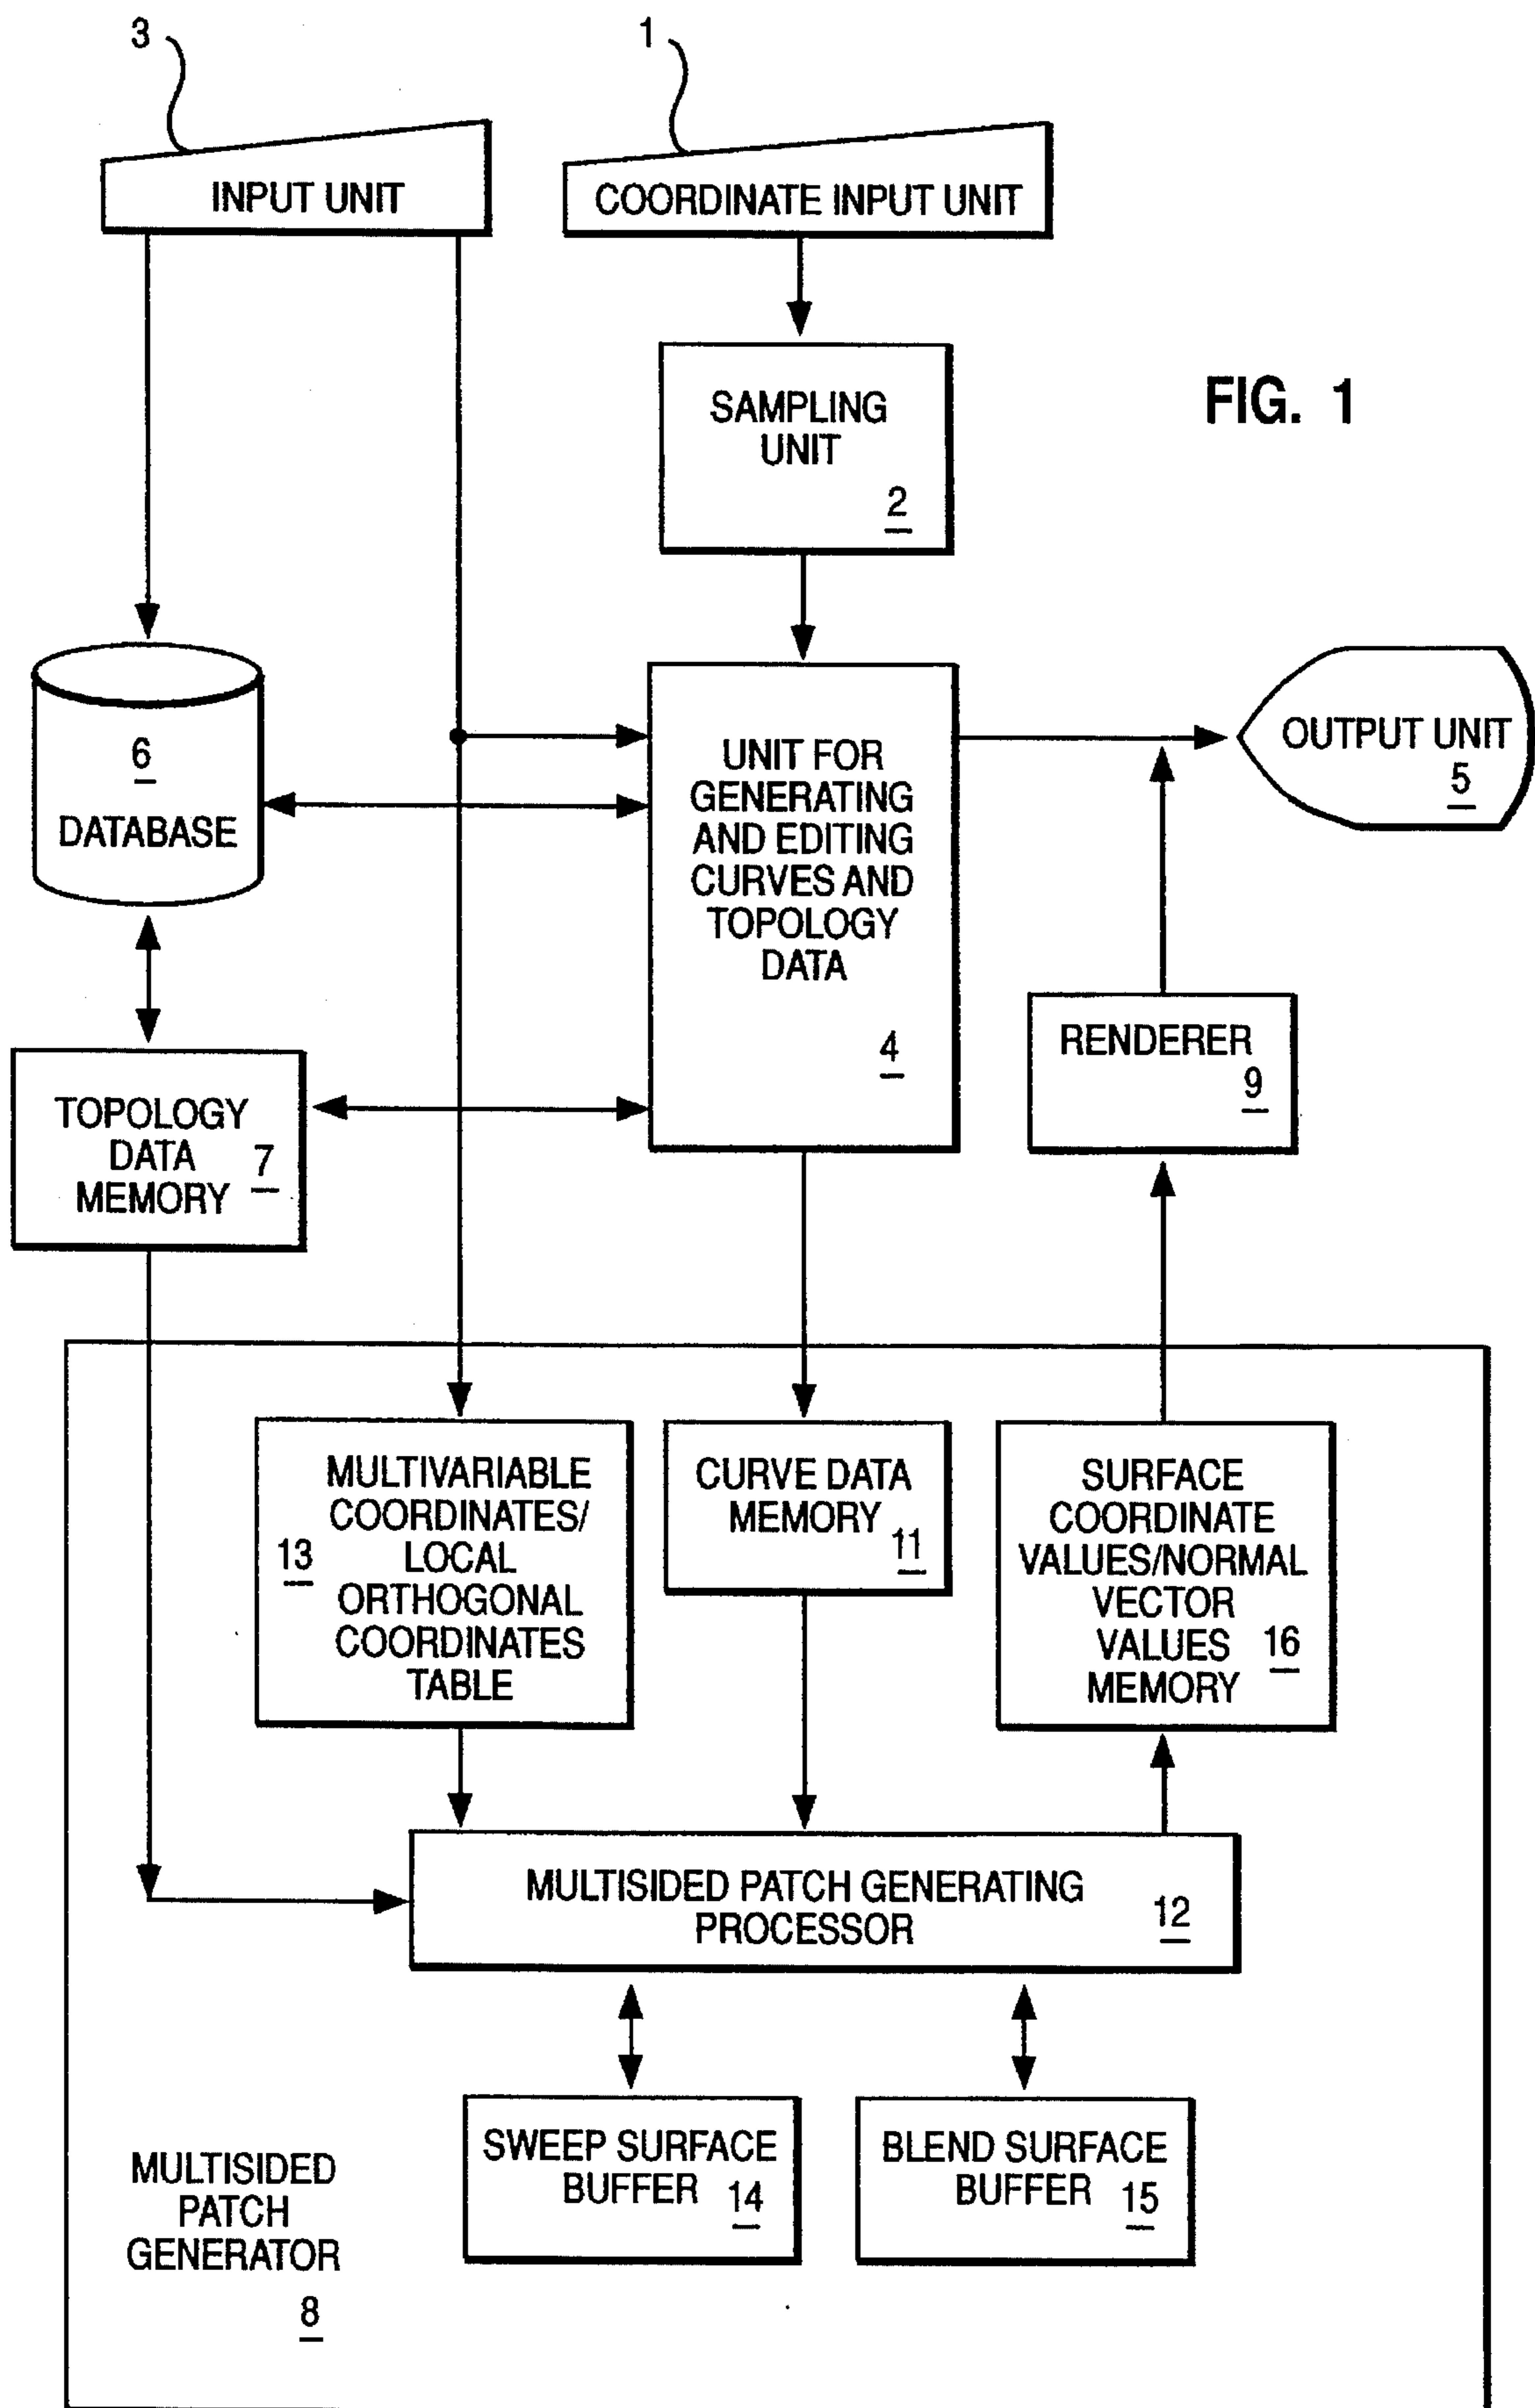 3
1
INPUT UNIT
COORDINATE INPUT UNIT
SAMPLING
UNIT
2
FIG. 1
6
DATABASE
UNIT FOR
GENERATING
AND EDITING
CURVES AND
TOPOLOGY
DATA
4
OUTPUT UNIT
5
RENDERER
9
TOPOLOGY
DATA
MEMORY
7
13
MULTIVARIABLE
COORDINATES/
LOCAL
ORTHOGONAL
COORDINATES
TABLE
CURVE DATA
MEMORY
11
SURFACE
COORDINATE
VALUES/NORMAL
VECTOR
VALUES
MEMORY
16
MULTISIDED PATCH GENERATING
PROCESSOR
12
SWEEP SURFACE
BUFFER
14
BLEND SURFACE
BUFFER
15
MULTISIDED
PATCH
GENERATOR
8